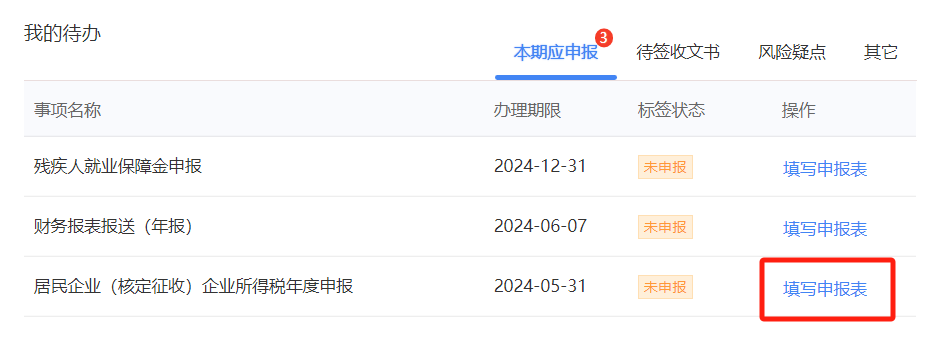 我的待办
本期应申报 3 待签收文书 风险疑点 其它
事项名称 办理期限 标签状态 操作
残疾人就业保障金申报 2024-12-31 未申报 填写申报表
财务报表报送（年报） 2024-06-07 未申报 填写申报表
居民企业（核定征收）企业所得税年度申报 2024-05-31 未申报 填写申报表